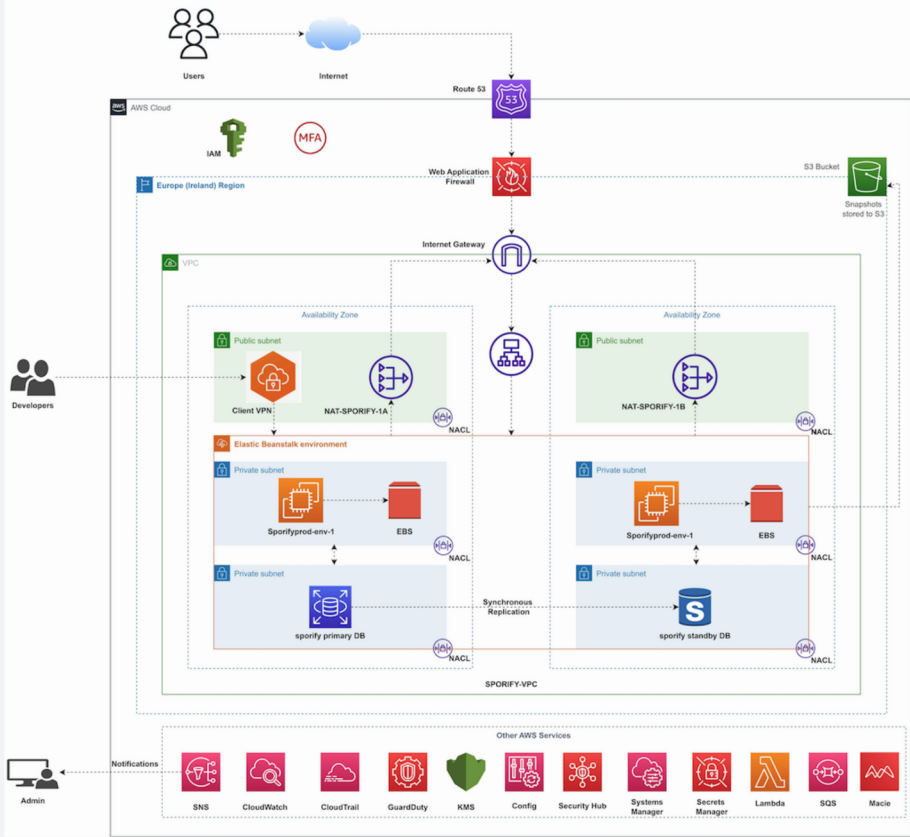 Users
Internet
Route 53
53
aws
AWS Cloud
IAM
MFA
Web Application
Firewall
S3 Bucket
Snapshots
stored to S3
Europe (Ireland) Region
Internet Gateway
VPC
Availability Zone
Availability Zone
Public subnet
Public subnet
Developers
Client VPN
NAT-SPORIFY-1A
NAT-SPORIFY-1B
NACL
NACL
Elastic Beanstalk environment
Private subnet
Private subnet
Sporifyprod-env-1
EBS
Sporifyprod-env-1
EBS
NACL
NACL
Private subnet
Private subnet
Synchronous
Replication
S
sporify primary DB
sporify standby DB
NACL
NACL
SPORIFY-VPC
Other AWS Services
Notifications
Admin
SNS
CloudWatch
CloudTrail
GuardDuty
KMS
Config
Security Hub
Systems
Manager
Secrets
Manager
Lambda
SQS
Macie